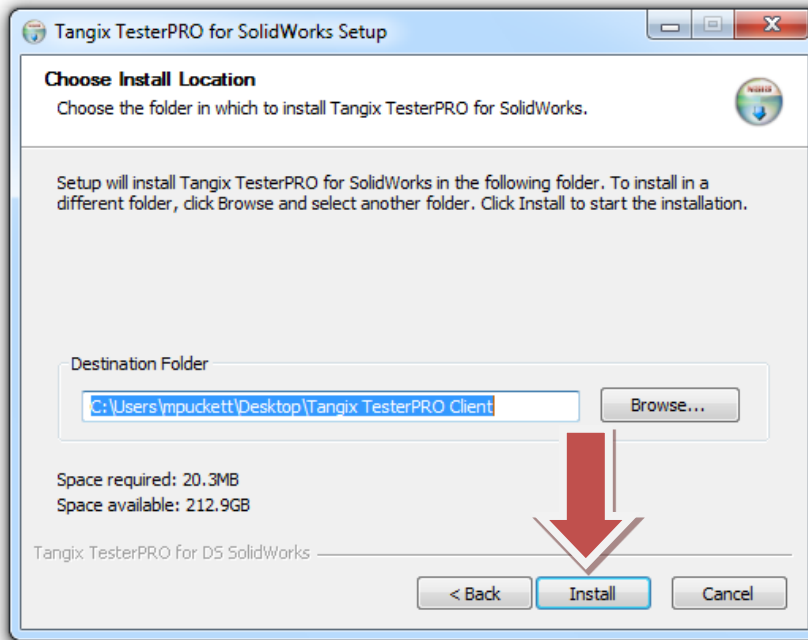 Tangix TesterPRO for SolidWorks Setup
Choose Install Location
Choose the folder in which to install Tangix TesterPRO for SolidWorks.
Setup will install Tangix TesterPRO for SolidWorks in the following folder. To install in a
different folder, click Browse and select another folder. Click Install to start the installation.
Destination Folder
C:\Users\mpuckett\Desktop\Tangix TesterPRO Client
Browse...
Space required: 20.3MB
Space available: 212.9GB
Tangix TesterPRO for DS SolidWorks
< Back
Install
Cancel